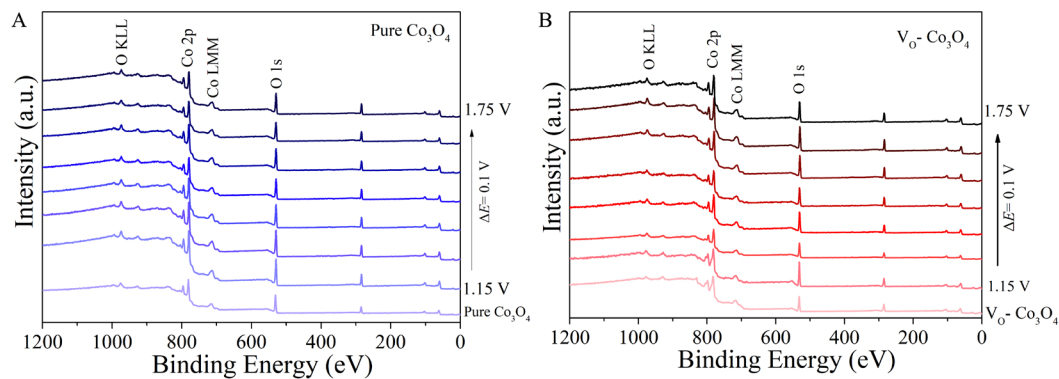 A
Pure Co₃O₄
O KLL
Co 2p
Co LMM
O 1s
1.75 V
ΔE= 0.1 V
1.15 V
Pure Co₃O₄
Intensity (a.u.)
1200 1000 800 600 400 200 0
Binding Energy (eV)
B
V_O- Co₃O₄
O KLL
Co 2p
Co LMM
O 1s
1.75 V
ΔE= 0.1 V
1.15 V
V_O- Co₃O₄
Intensity (a.u.)
1200 1000 800 600 400 200 0
Binding Energy (eV)